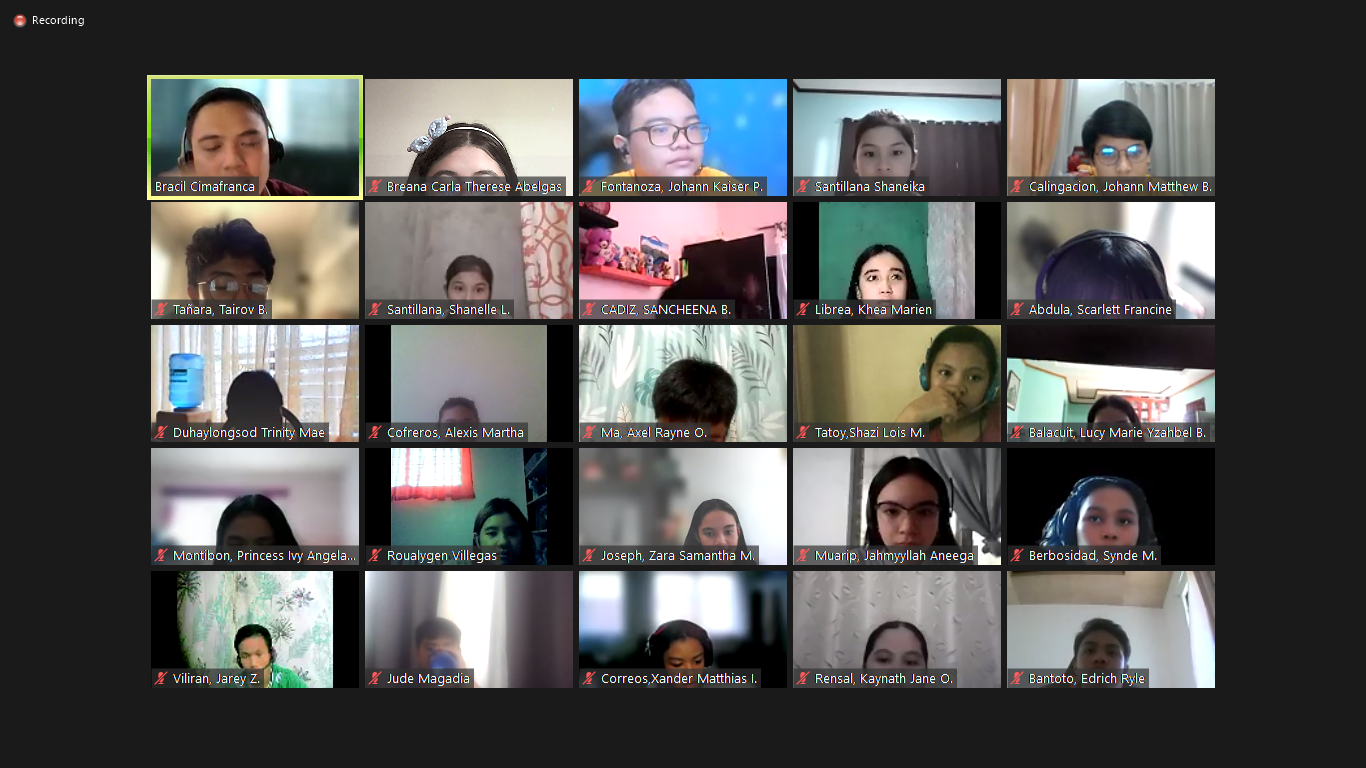 Recording
Bracil Cimafranca
Breana Carla Therese Abelgas
Fontanoza, Johann Kaiser P.
Santillana Shaneika
Calingacion, Johann Matthew B.
Tañara, Tairov B.
Santillana, Shanelle L.
CADIZ, SANCHEENA B.
Librea, Khea Marien
Abdula, Scarlett Francine
Duhaylongsod Trinity Mae
Cofreros, Alexis Martha
Ma, Axel Rayne O.
Tatoy,Shazi Lois M.
Balacuit, Lucy Marie Yzahbel B.
Montibon, Princess Ivy Angela...
Roualygen Villegas
Joseph, Zara Samantha M.
Muarip, Jahmyyllah Aneega
Berbosidad, Synde M.
Viliran, Jarey Z.
Jude Magadia
Correos,Xander Matthias I.
Rensal, Kaynath Jane O.
Bantoto, Edrich Ryle